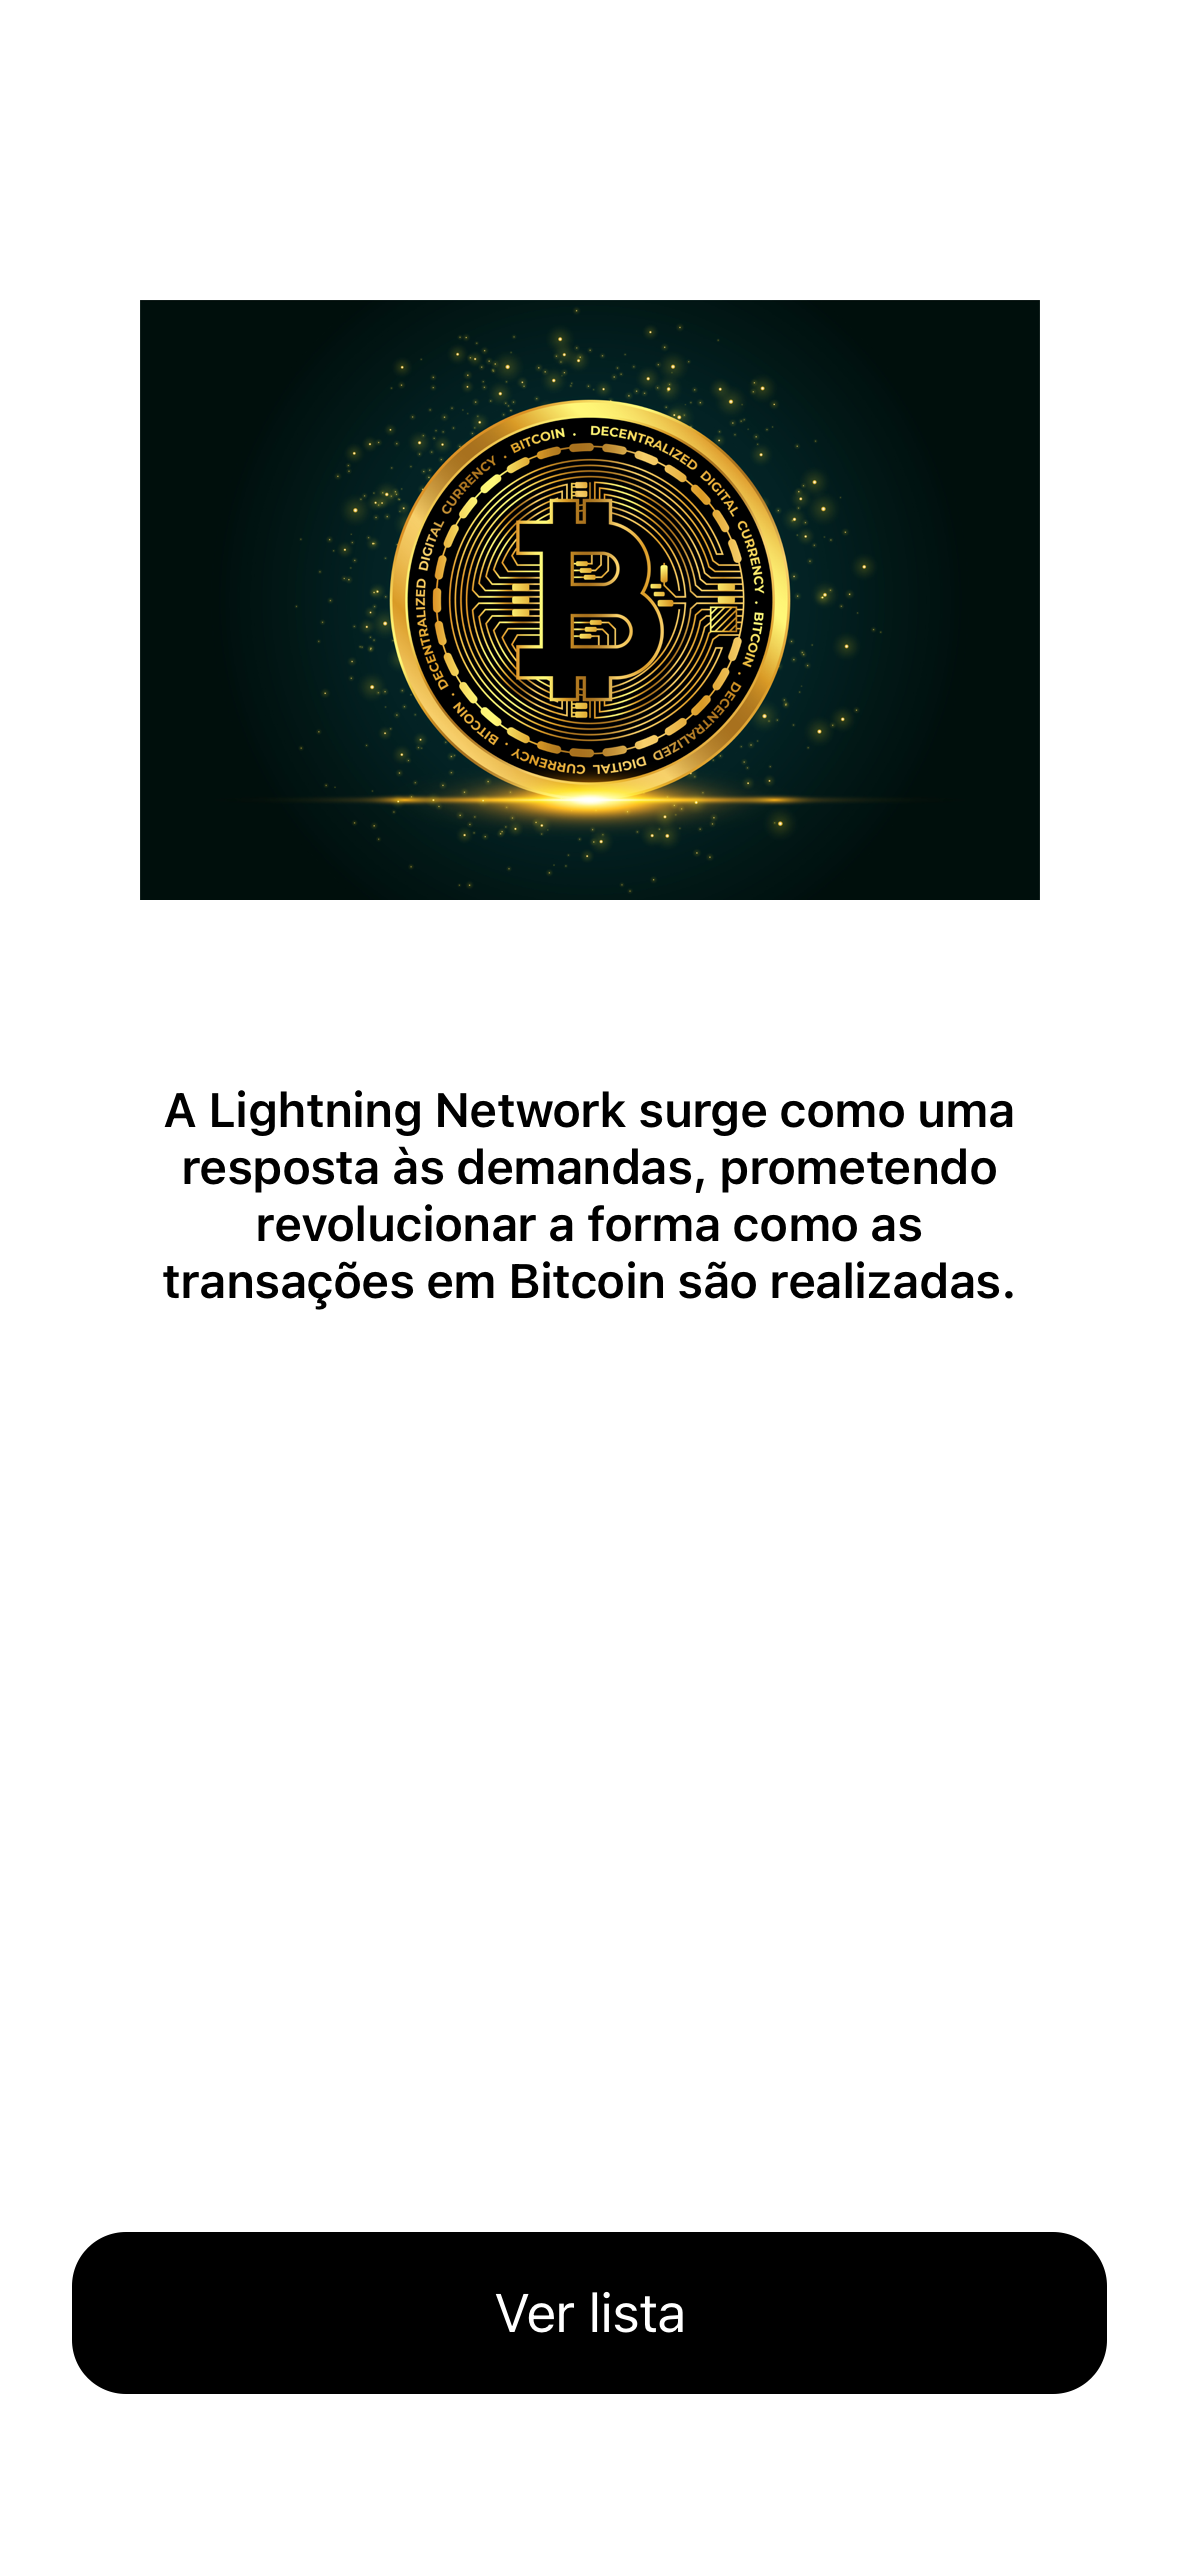 DECENTRALIZED DIGITAL CURRENCY . BITCOIN . DECENTRALIZED DIGITAL CURRENCY . BITCOIN . DECENTRALIZED DIGITAL CURRENCY . BITCOIN .
A Lightning Network surge como uma
resposta às demandas, prometendo
revolucionar a forma como as
transações em Bitcoin são realizadas.
Ver lista